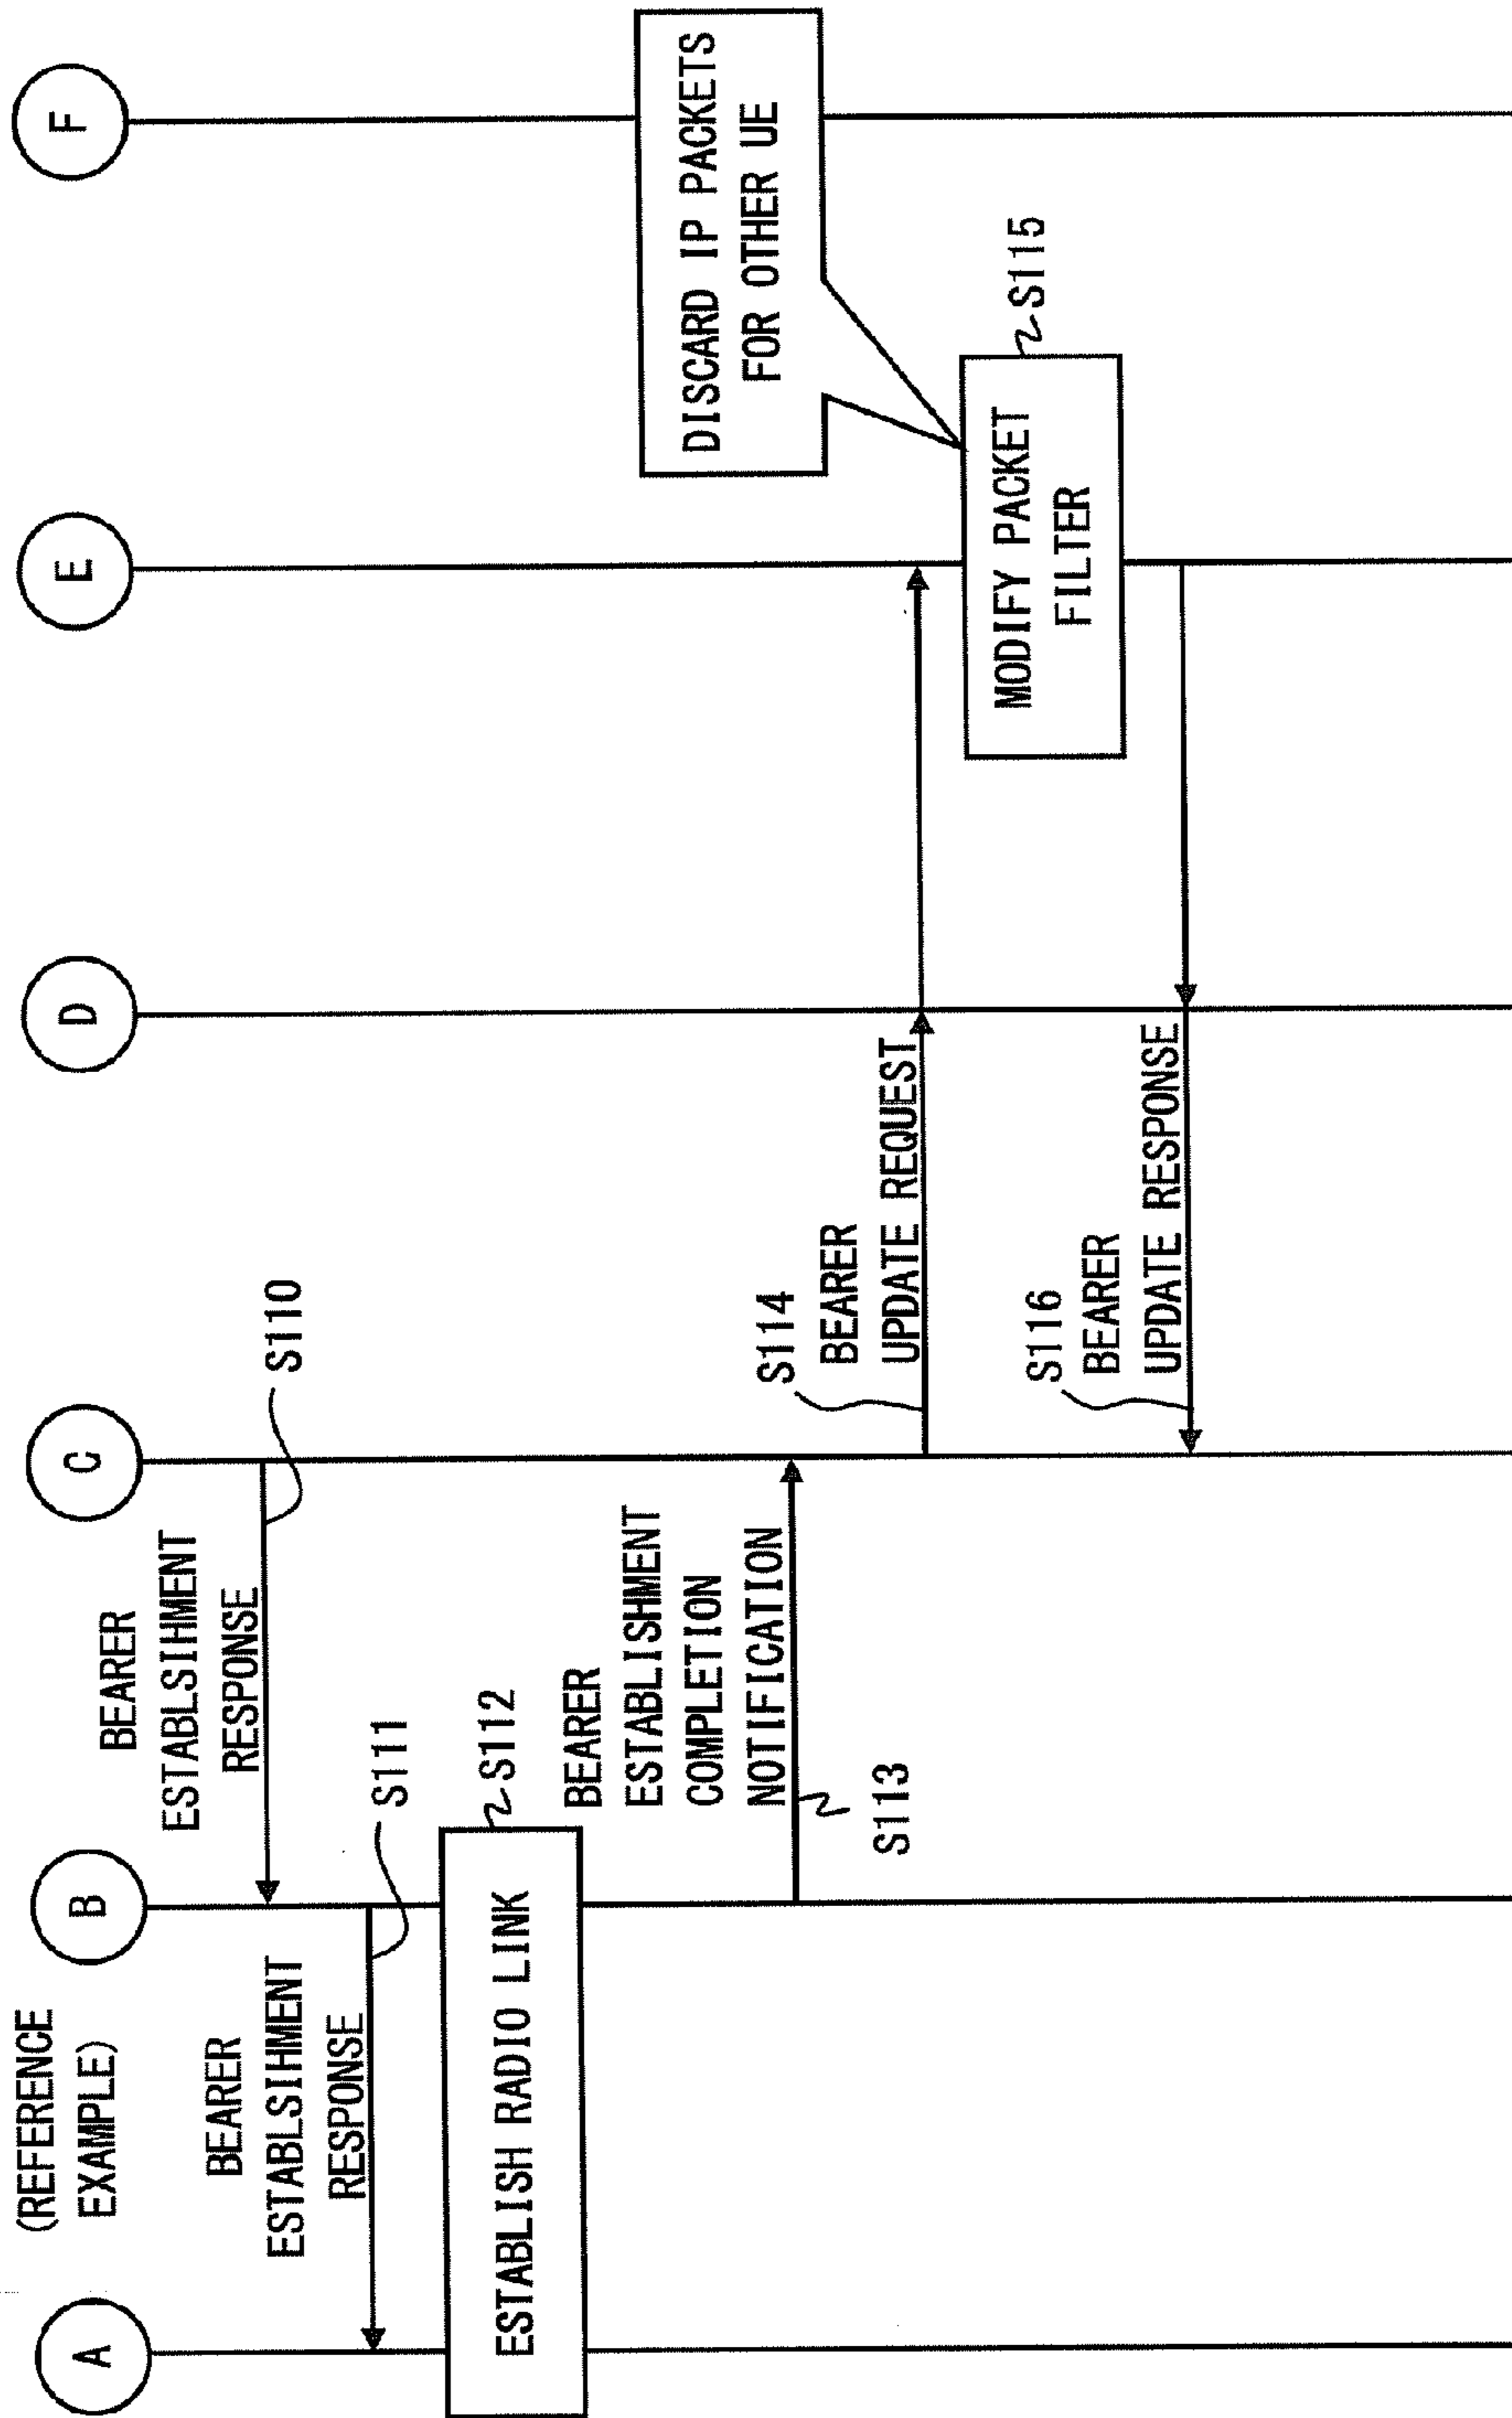 (REFERENCE
EXAMPLE)
A
B
C
D
E
F
BEARER
ESTABLSIHMENT
RESPONSE
S110
BEARER
ESTABLSIHMENT
RESPONSE
S111
ESTABLISH RADIO LINK
S112
BEARER
ESTABLISHMENT
COMPLETION
NOTIFICATION
S113
S114
BEARER
UPDATE REQUEST
DISCARD IP PACKETS
FOR OTHER UE
MODIFY PACKET
FILTER
S115
S116
BEARER
UPDATE RESPONSE